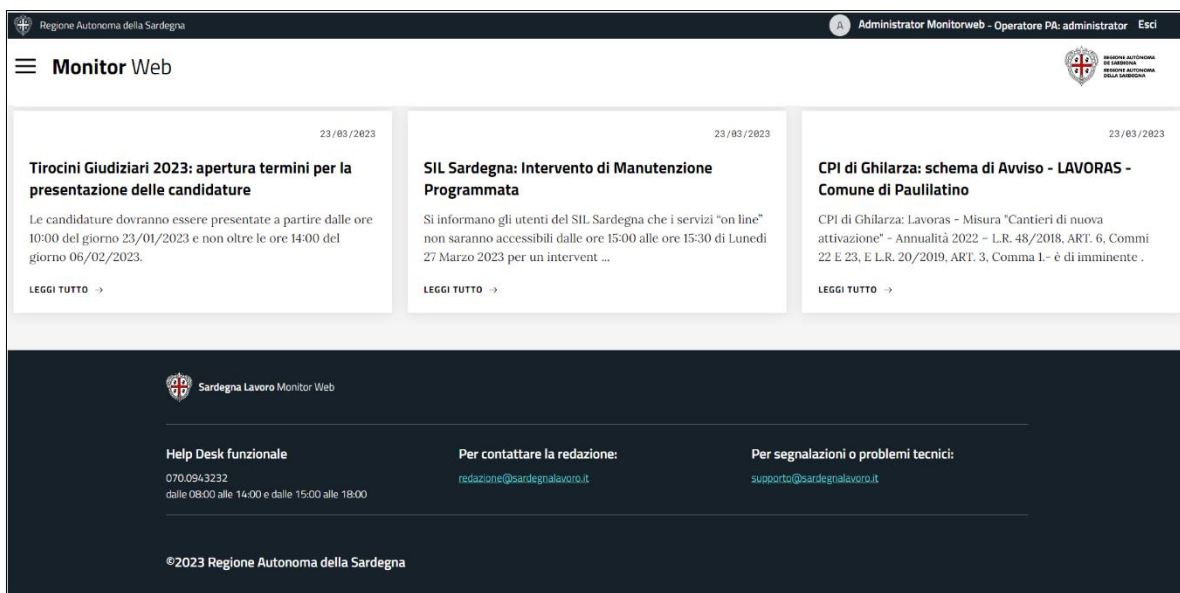 Regione Autonoma della Sardegna
A Administrator Monitorweb - Operatore PA: administrator Esci
Monitor Web
REGIONE AUTÒNOMA
DE SARDIGNA
REGIONE AUTONOMA
DELLA SARDEGNA
23/03/2023
Tirocini Giudiziari 2023: apertura termini per la
presentazione delle candidature
Le candidature dovranno essere presentate a partire dalle ore
10:00 del giorno 23/01/2023 e non oltre le ore 14:00 del
giorno 06/02/2023.
LEGGI TUTTO →
23/03/2023
SIL Sardegna: Intervento di Manutenzione
Programmata
Si informano gli utenti del SIL Sardegna che i servizi “on line”
non saranno accessibili dalle ore 15:00 alle ore 15:30 di Lunedì
27 Marzo 2023 per un intervent ...
LEGGI TUTTO →
23/03/2023
CPI di Ghilarza: schema di Avviso - LAVORAS -
Comune di Paulilatino
CPI di Ghilarza: Lavoras - Misura "Cantieri di nuova
attivazione" - Annualità 2022 – L.R. 48/2018, ART. 6, Commi
22 E 23, E L.R. 20/2019, ART. 3, Comma 1.- è di imminente .
LEGGI TUTTO →
Sardegna Lavoro Monitor Web
Help Desk funzionale
070.0943232
dalle 08:00 alle 14:00 e dalle 15:00 alle 18:00
Per contattare la redazione:
redazione@sardegnalavoro.it
Per segnalazioni o problemi tecnici:
supporto@sardegnalavoro.it
©2023 Regione Autonoma della Sardegna